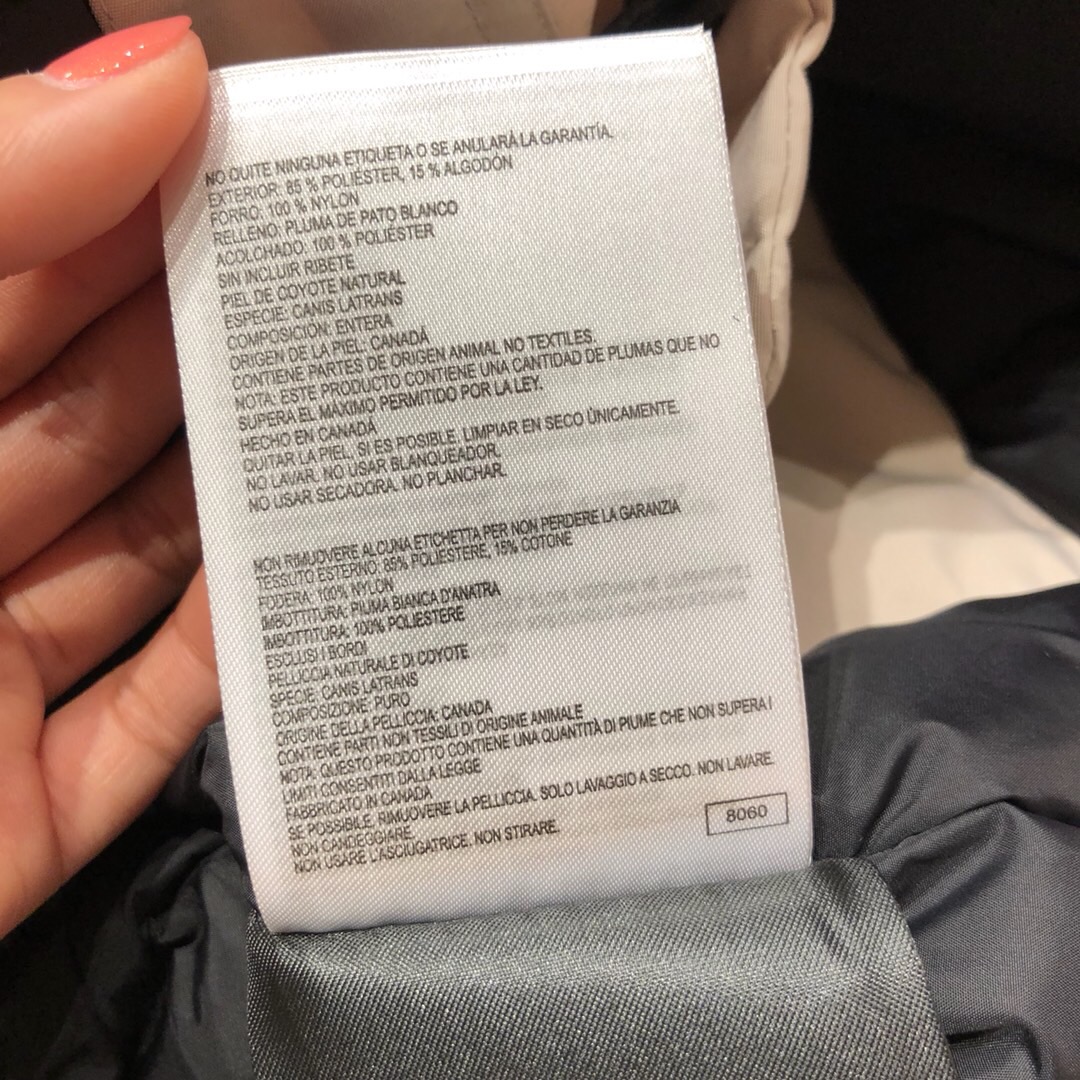 NO QUITE NINGUNA ETIQUETA O SE ANULARÁ LA GARANTÍA.
EXTERIOR: 85 % POLIÉSTER, 15 % ALGODÓN
FORRO: 100 % NYLON
RELLENO: PLUMA DE PATO BLANCO
ACOLCHADO: 100 % POLIÉSTER
SIN INCLUIR RIBETE
PIEL DE COYOTE NATURAL
ESPECIE: CANIS LATRANS
COMPOSICIÓN: ENTERA
ORIGEN DE LA PIEL: CANADÁ
CONTIENE PARTES DE ORIGEN ANIMAL NO TEXTILES.
NOTA: ESTE PRODUCTO CONTIENE UNA CANTIDAD DE PLUMAS QUE NO
SUPERA EL MÁXIMO PERMITIDO POR LA LEY.
HECHO EN CANADÁ
QUITAR LA PIEL, SI ES POSIBLE. LIMPIAR EN SECO ÚNICAMENTE.
NO LAVAR. NO USAR BLANQUEADOR.
NO USAR SECADORA. NO PLANCHAR.
NON RIMUOVERE ALCUNA ETICHETTA PER NON PERDERE LA GARANZIA
TESSUTO ESTERNO: 85% POLIESTERE, 15% COTONE
FODERA: 100% NYLON
IMBOTTITURA: PIUMA BIANCA D'ANATRA
IMBOTTITURA: 100% POLIESTERE
ESCLUSI I BORDI
PELLICCIA NATURALE DI COYOTE
SPECIE: CANIS LATRANS
COMPOSIZIONE: PURO
ORIGINE DELLA PELLICCIA: CANADA
CONTIENE PARTI NON TESSILI DI ORIGINE ANIMALE
NOTA: QUESTO PRODOTTO CONTIENE UNA QUANTITÀ DI PIUME CHE NON SUPERA I
LIMITI CONSENTITI DALLA LEGGE
FABBRICATO IN CANADA
SE POSSIBILE, RIMUOVERE LA PELLICCIA. SOLO LAVAGGIO A SECCO. NON LAVARE.
NON CANDEGGIARE.
NON USARE L'ASCIUGATRICE. NON STIRARE.
8060